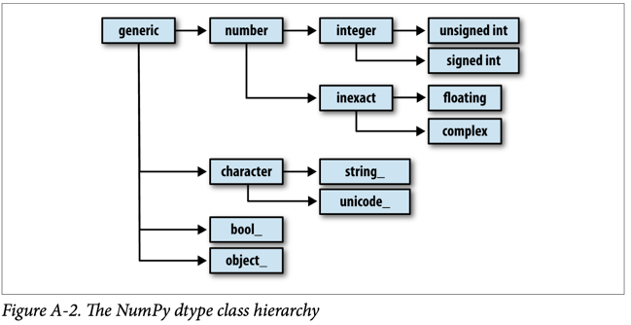 generic number integer unsigned int
signed int
inexact floating
complex
character string_
unicode_
bool_
object_
Figure A-2. The NumPy dtype class hierarchy